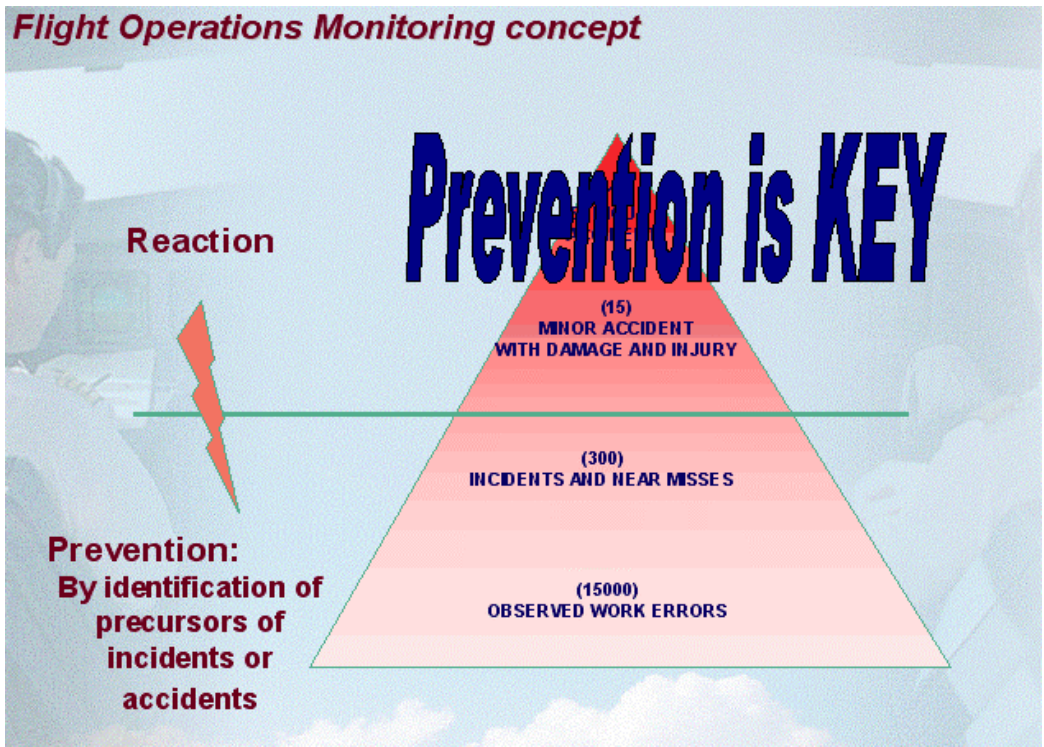 Flight Operations Monitoring concept
Prevention is KEY
Reaction
(15)
MINOR ACCIDENT
WITH DAMAGE AND INJURY
(300)
INCIDENTS AND NEAR MISSES
Prevention:
By identification of
precursors of
incidents or
accidents
(15000)
OBSERVED WORK ERRORS